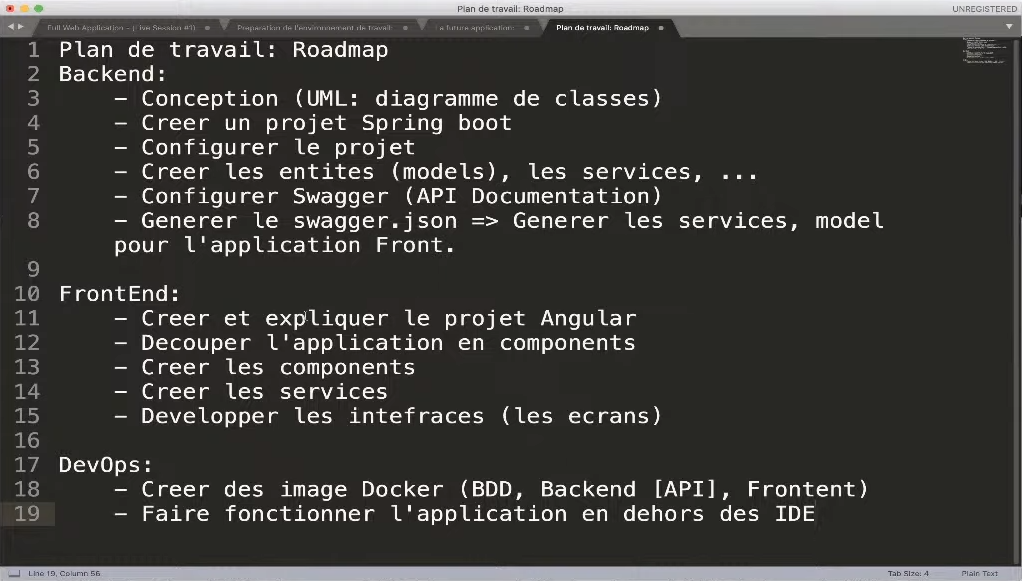 Plan de travail: Roadmap
UNREGISTERED
Full Web Application - (Live Session #1)
Preparation de l'environnement de travail:
La future application:
Plan de travail: Roadmap
1 Plan de travail: Roadmap
2 Backend:
3 - Conception (UML: diagramme de classes)
4 - Creer un projet Spring boot
5 - Configurer le projet
6 - Creer les entites (models), les services, ...
7 - Configurer Swagger (API Documentation)
8 - Generer le swagger.json => Generer les services, model
pour l'application Front.
9
10 FrontEnd:
11 - Creer et expliquer le projet Angular
12 - Decouper l'application en components
13 - Creer les components
14 - Creer les services
15 - Developper les intefraces (les ecrans)
16
17 DevOps:
18 - Creer des image Docker (BDD, Backend [API], Frontent)
19 - Faire fonctionner l'application en dehors des IDE
Line 19, Column 56
Tab Size: 4
Plain Text